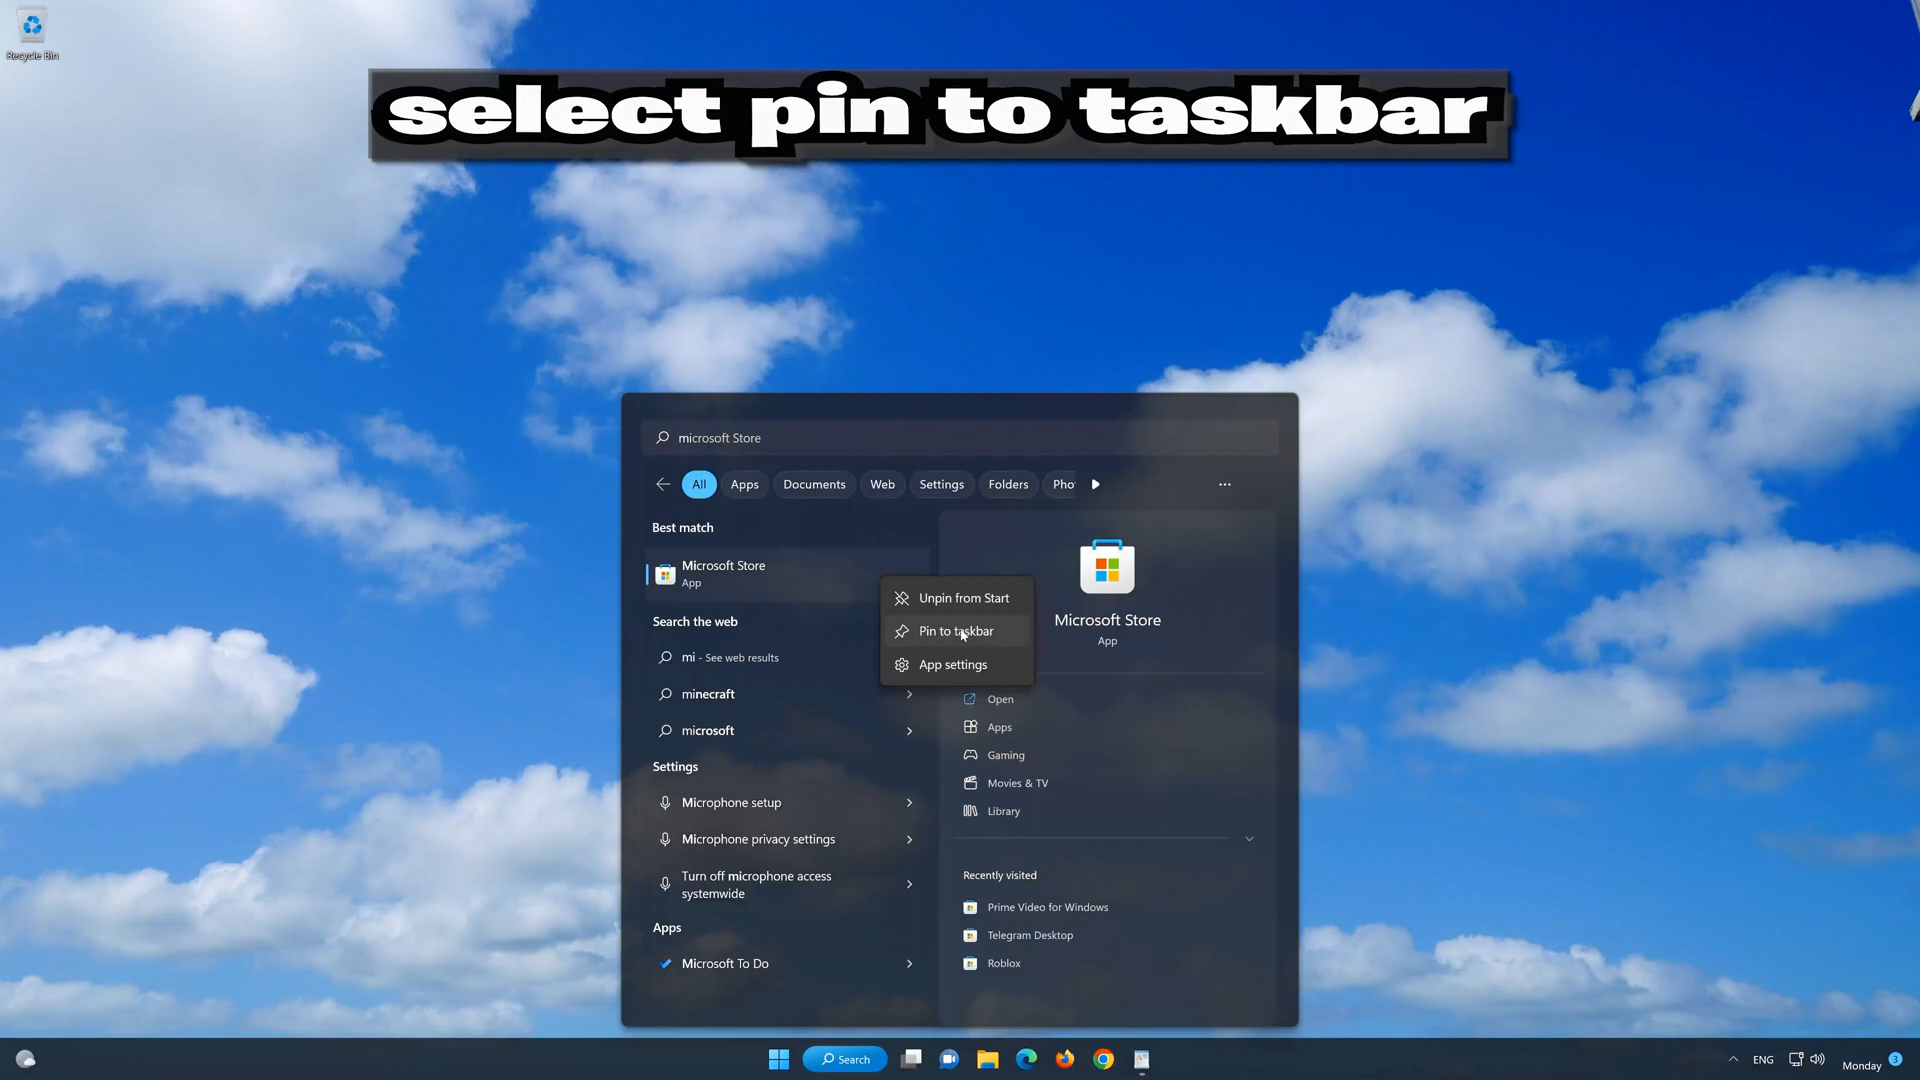 Recycle Bin
select pin to taskbar
microsoft Store
All
Apps
Documents
Web
Settings
Folders
Pho
Best match
Microsoft Store
App
Search the web
mi - See web results
minecraft
microsoft
Settings
Microphone setup
Microphone privacy settings
Turn off microphone access
systemwide
Apps
Microsoft To Do
Unpin from Start
Pin to taskbar
App settings
Microsoft Store
App
Open
Apps
Gaming
Movies & TV
Library
Recently visited
Prime Video for Windows
Telegram Desktop
Roblox
Search
ENG
Monday
3